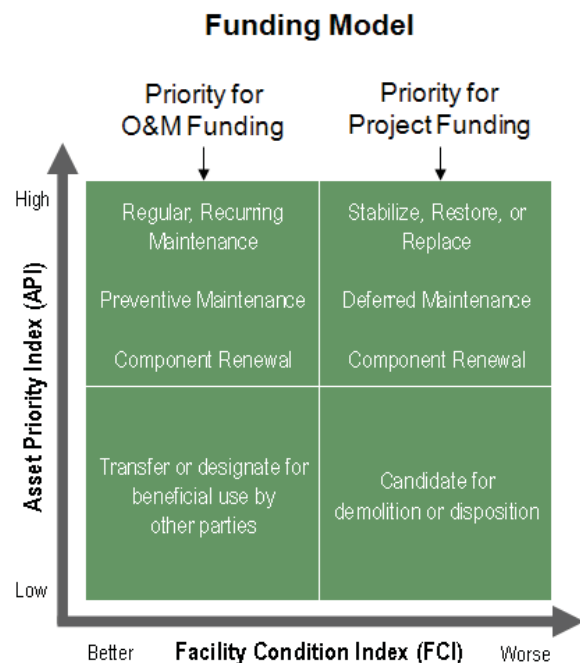 Funding Model
Priority for
O&M Funding
Priority for
Project Funding
High
Regular, Recurring
Maintenance
Preventive Maintenance
Component Renewal
Stabilize, Restore, or
Replace
Deferred Maintenance
Component Renewal
Asset Priority Index (API)
Transfer or designate for
beneficial use by
other parties
Candidate for
demolition or disposition
Low
Better
Facility Condition Index (FCI)
Worse